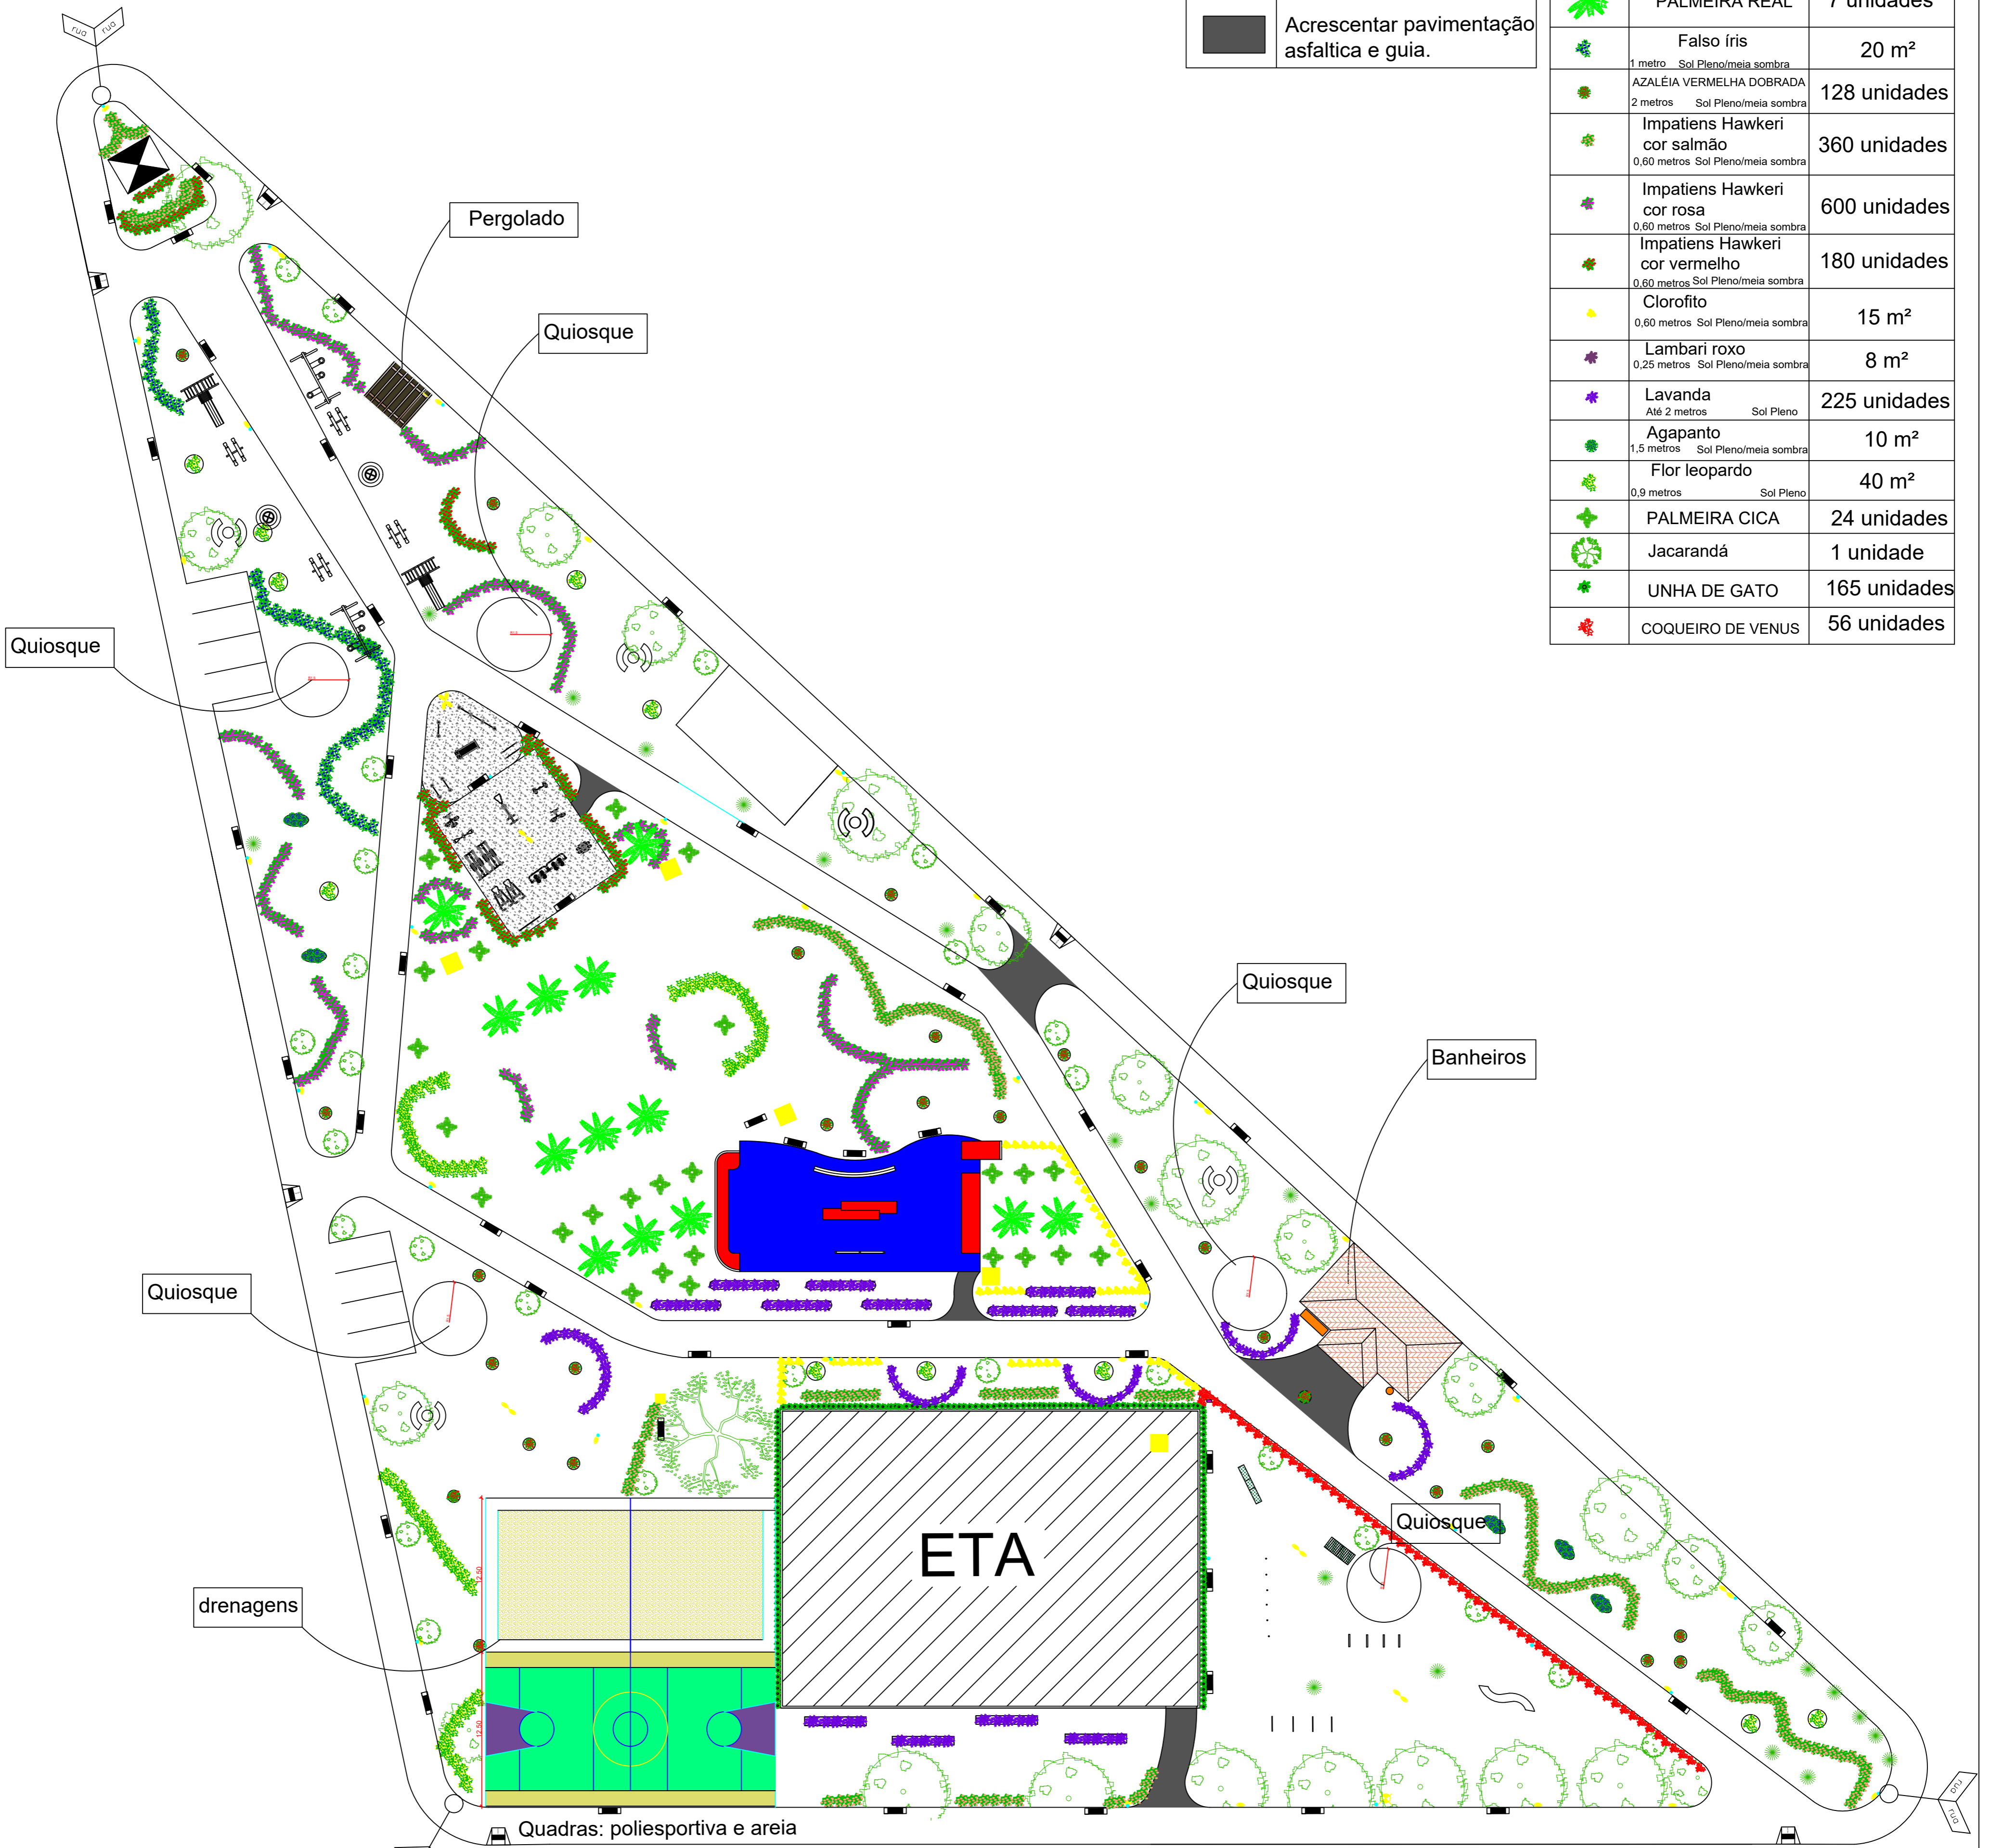 rua rua
Acrescentar pavimentação
asfaltica e guia.
PALMEIRA REAL 7 unidades
Falso íris
1 metro Sol Pleno/meia sombra
20 m²
AZALÉIA VERMELHA DOBRADA
2 metros Sol Pleno/meia sombra
128 unidades
Impatiens Hawkeri
cor salmão
0,60 metros Sol Pleno/meia sombra
360 unidades
Impatiens Hawkeri
cor rosa
0,60 metros Sol Pleno/meia sombra
600 unidades
Impatiens Hawkeri
cor vermelho
0,60 metros Sol Pleno/meia sombra
180 unidades
Clorofito
0,60 metros Sol Pleno/meia sombra
15 m²
Lambari roxo
0,25 metros Sol Pleno/meia sombra
8 m²
Lavanda
Até 2 metros Sol Pleno
225 unidades
Agapanto
1,5 metros Sol Pleno/meia sombra
10 m²
Flor leopardo
0,9 metros Sol Pleno
40 m²
PALMEIRA CICA 24 unidades
Jacarandá 1 unidade
UNHA DE GATO 165 unidades
COQUEIRO DE VENUS 56 unidades
Pergolado
Quiosque
Quiosque
Quiosque
Banheiros
Quiosque
Quiosque
ETA
12.50
drenagens
12.50
rua
rua
Quadras: poliesportiva e areia